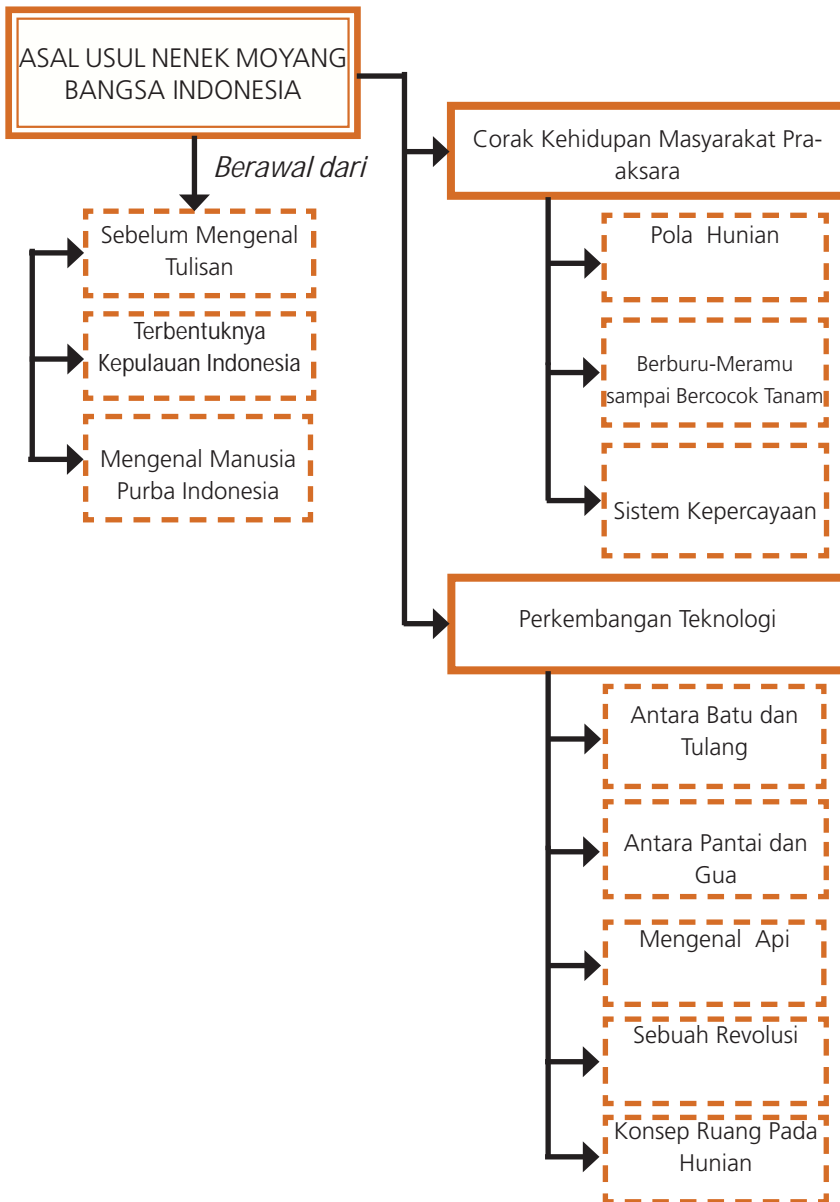 ASAL USUL NENEK MOYANG
BANGSA INDONESIA
Berawal dari
Sebelum Mengenal
Tulisan
Terbentuknya
Kepulauan Indonesia
Mengenal Manusia
Purba Indonesia
Corak Kehidupan Masyarakat Pra-
aksara
Pola Hunian
Berburu-Meramu
sampai Bercocok Tanam
Sistem Kepercayaan
Perkembangan Teknologi
Antara Batu dan
Tulang
Antara Pantai dan
Gua
Mengenal Api
Sebuah Revolusi
Konsep Ruang Pada
Hunian